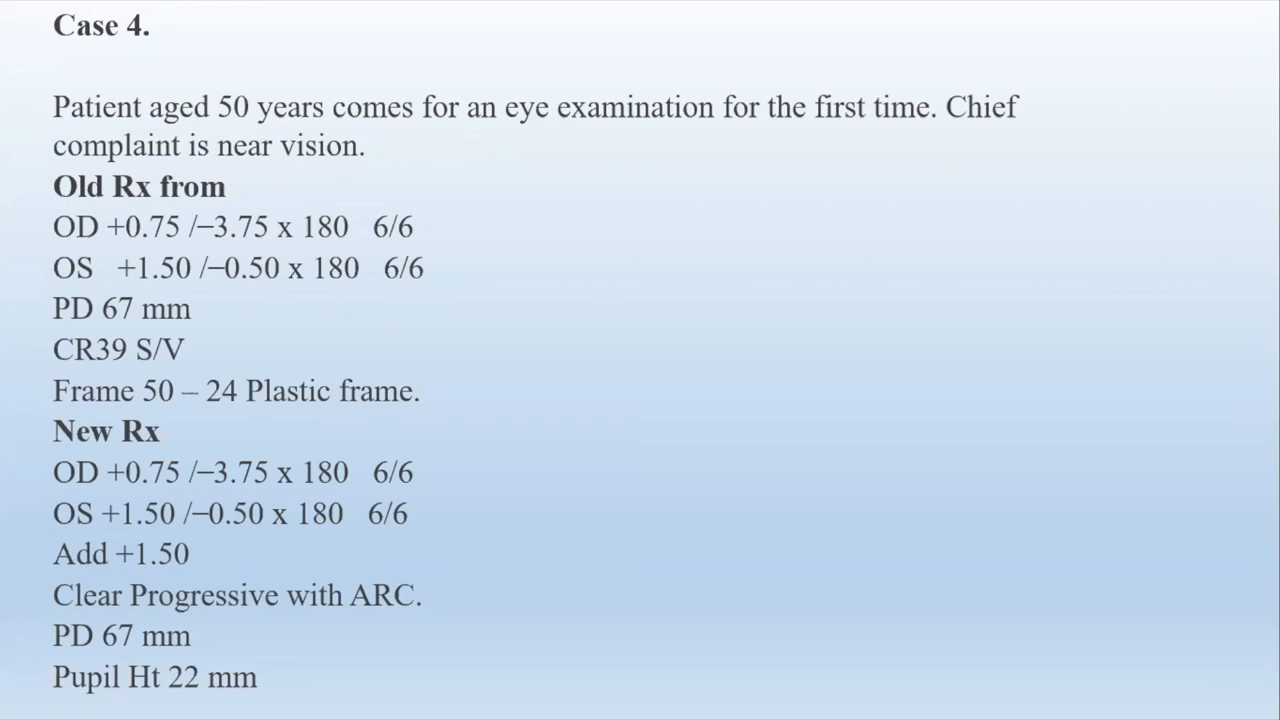 Case 4.
Patient aged 50 years comes for an eye examination for the first time. Chief
complaint is near vision.
Old Rx from
OD +0.75 /−3.75 x 180 6/6
OS +1.50 /−0.50 x 180 6/6
PD 67 mm
CR39 S/V
Frame 50 – 24 Plastic frame.
New Rx
OD +0.75 /−3.75 x 180 6/6
OS +1.50 /−0.50 x 180 6/6
Add +1.50
Clear Progressive with ARC.
PD 67 mm
Pupil Ht 22 mm